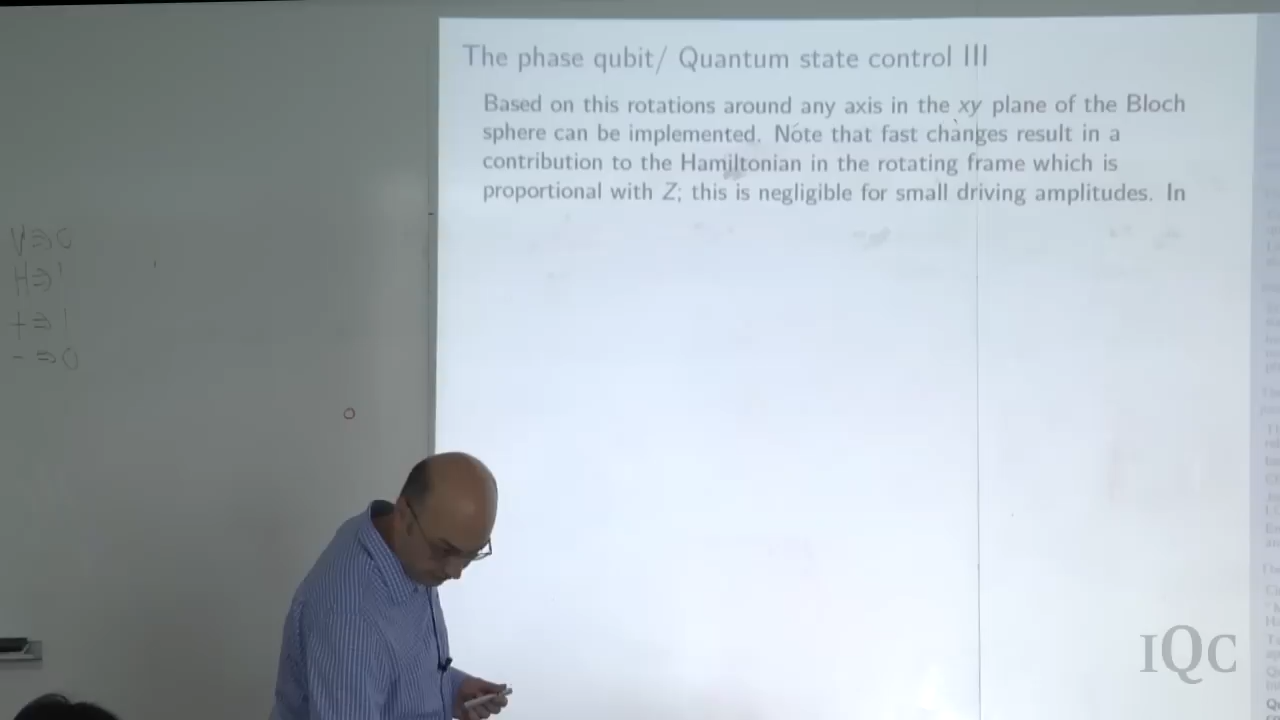 The phase qubit/ Quantum state control III
Based on this rotations around any axis in the xy plane of the Bloch
sphere can be implemented. Note that fast changes result in a
contribution to the Hamiltonian in the rotating frame which is
proportional with Z; this is negligible for small driving amplitudes. In
V⇒0
H⇒1
+⇒1
-⇒0
IQC